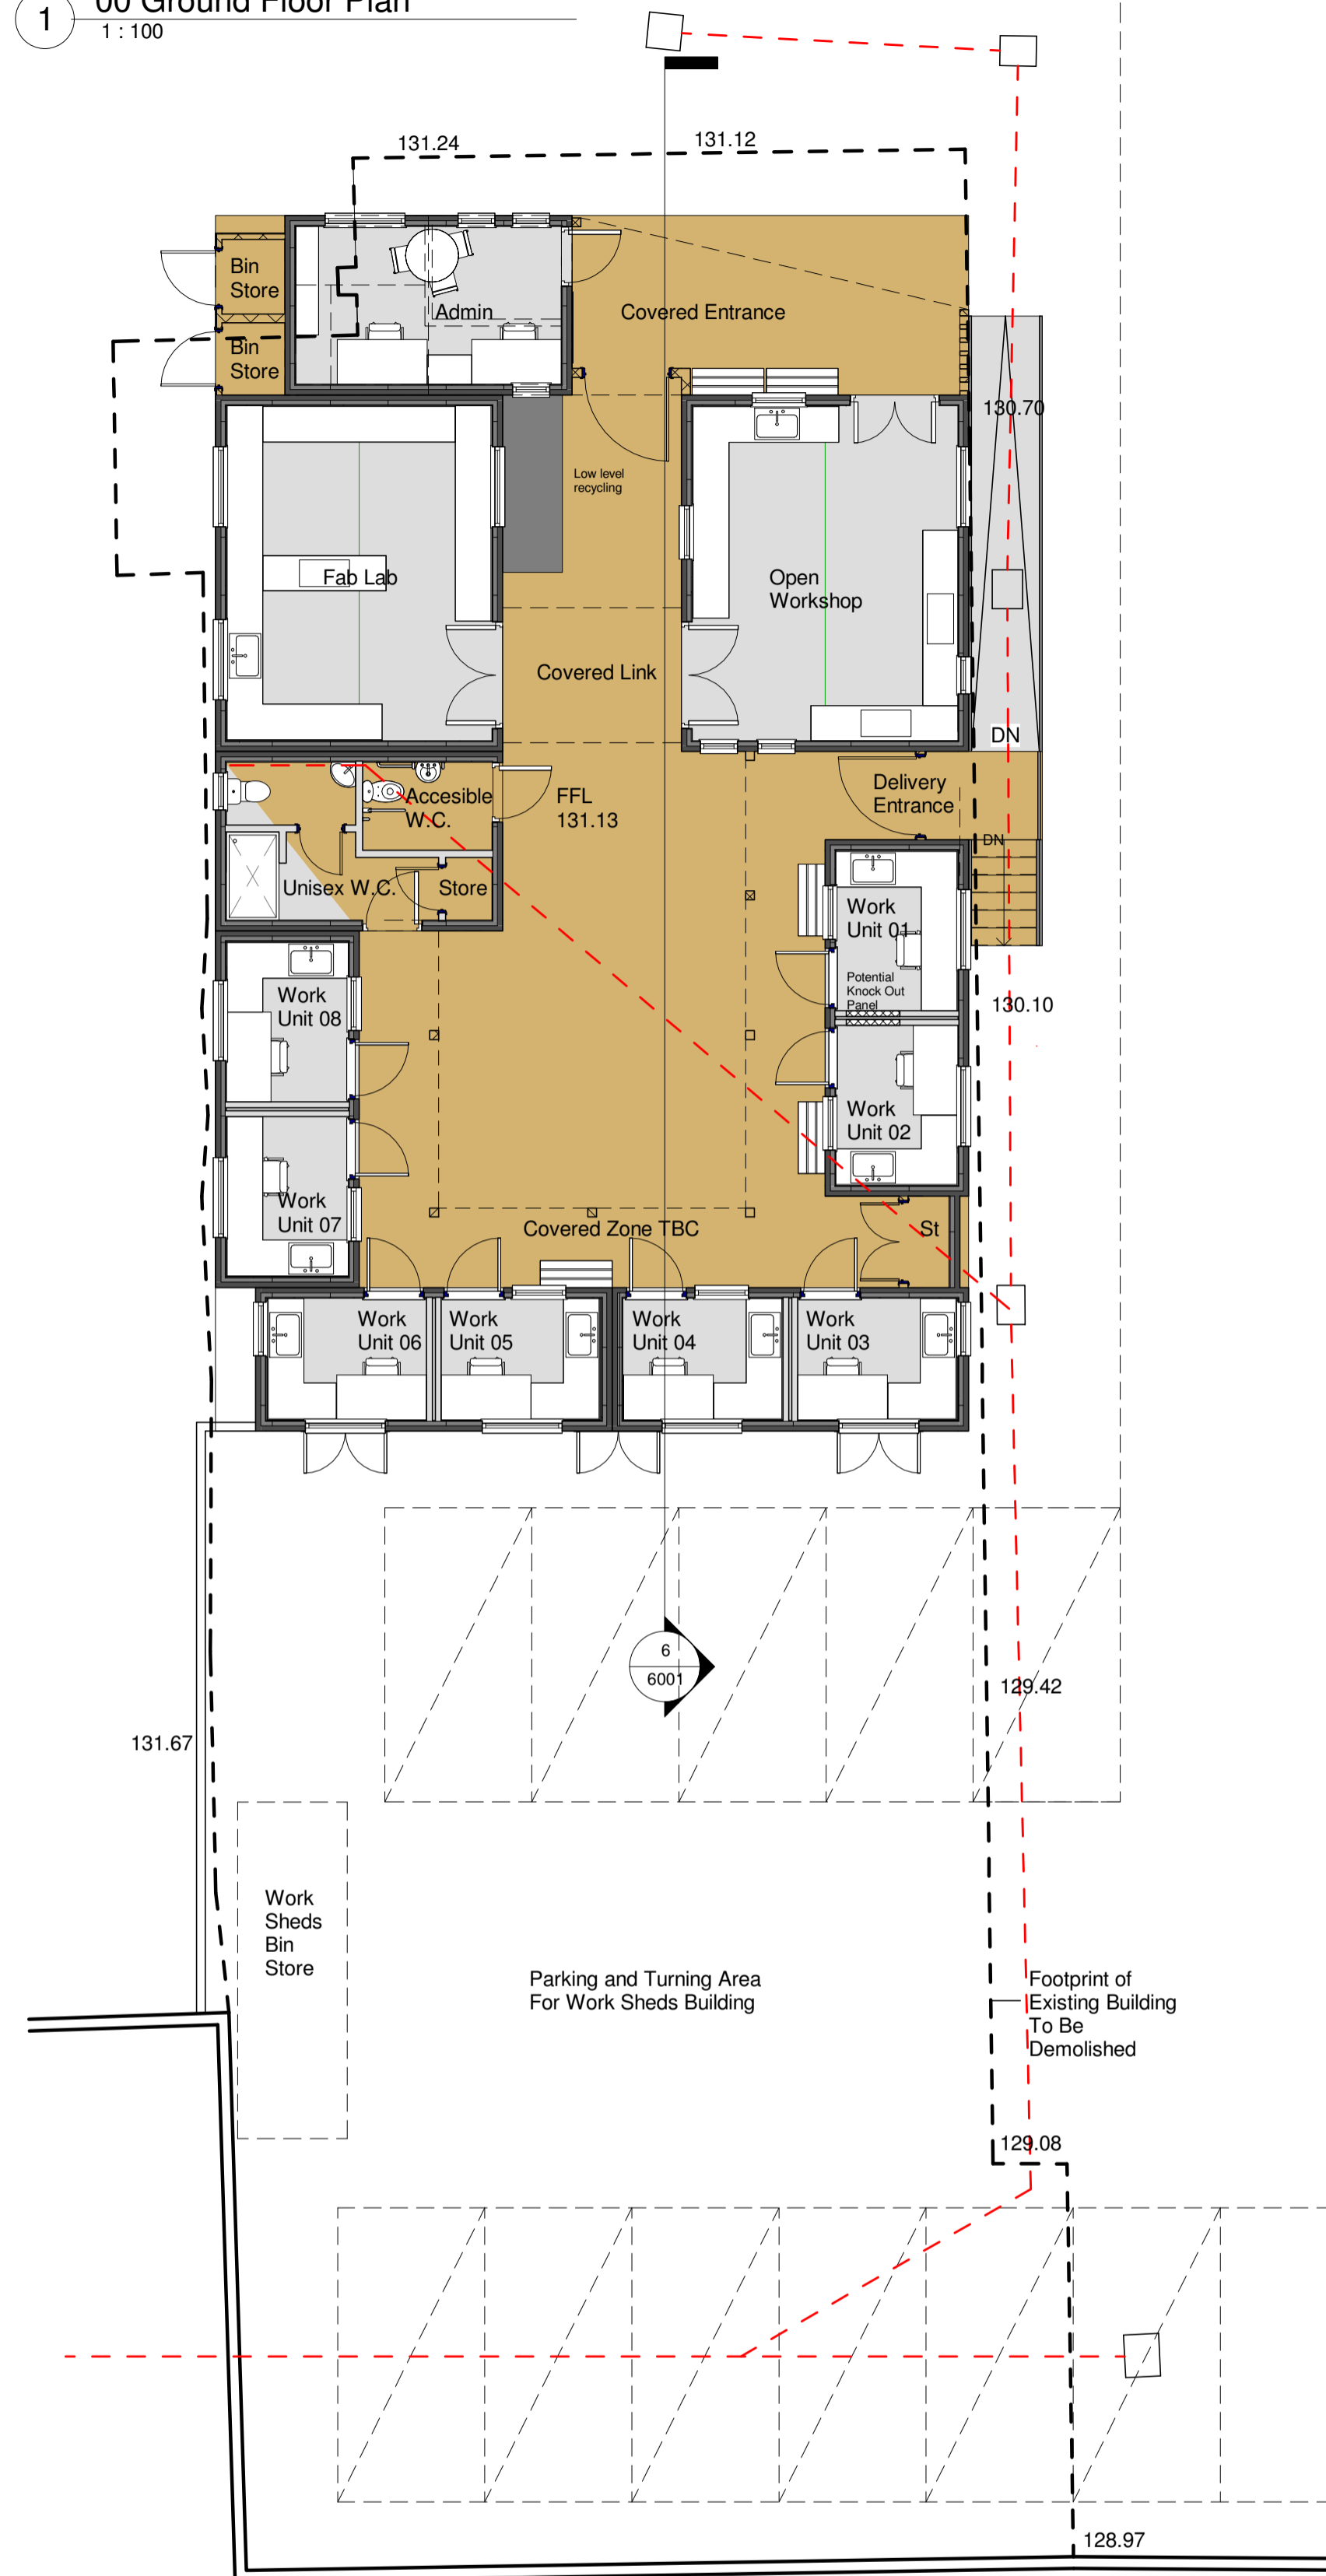 00 Ground Floor Plan
1
1 : 100
131.24
131.12
Bin
Store
Bin
Store
Admin
Covered Entrance
130.70
Low level
recycling
Fab Lab
Open
Workshop
Covered Link
DN
Accesible
W.C.
FFL
131.13
Delivery
Entrance
DN
Unisex W.C.
Store
Work
Unit 01
Potential
Knock Out
Panel
Work
Unit 08
130.10
Work
Unit 02
Work
Unit 07
Covered Zone TBC
St
Work
Unit 06
Work
Unit 05
Work
Unit 04
Work
Unit 03
6
6001
129.42
131.67
Work
Sheds
Bin
Store
Parking and Turning Area
For Work Sheds Building
Footprint of
Existing Building
To Be
Demolished
129.08
128.97